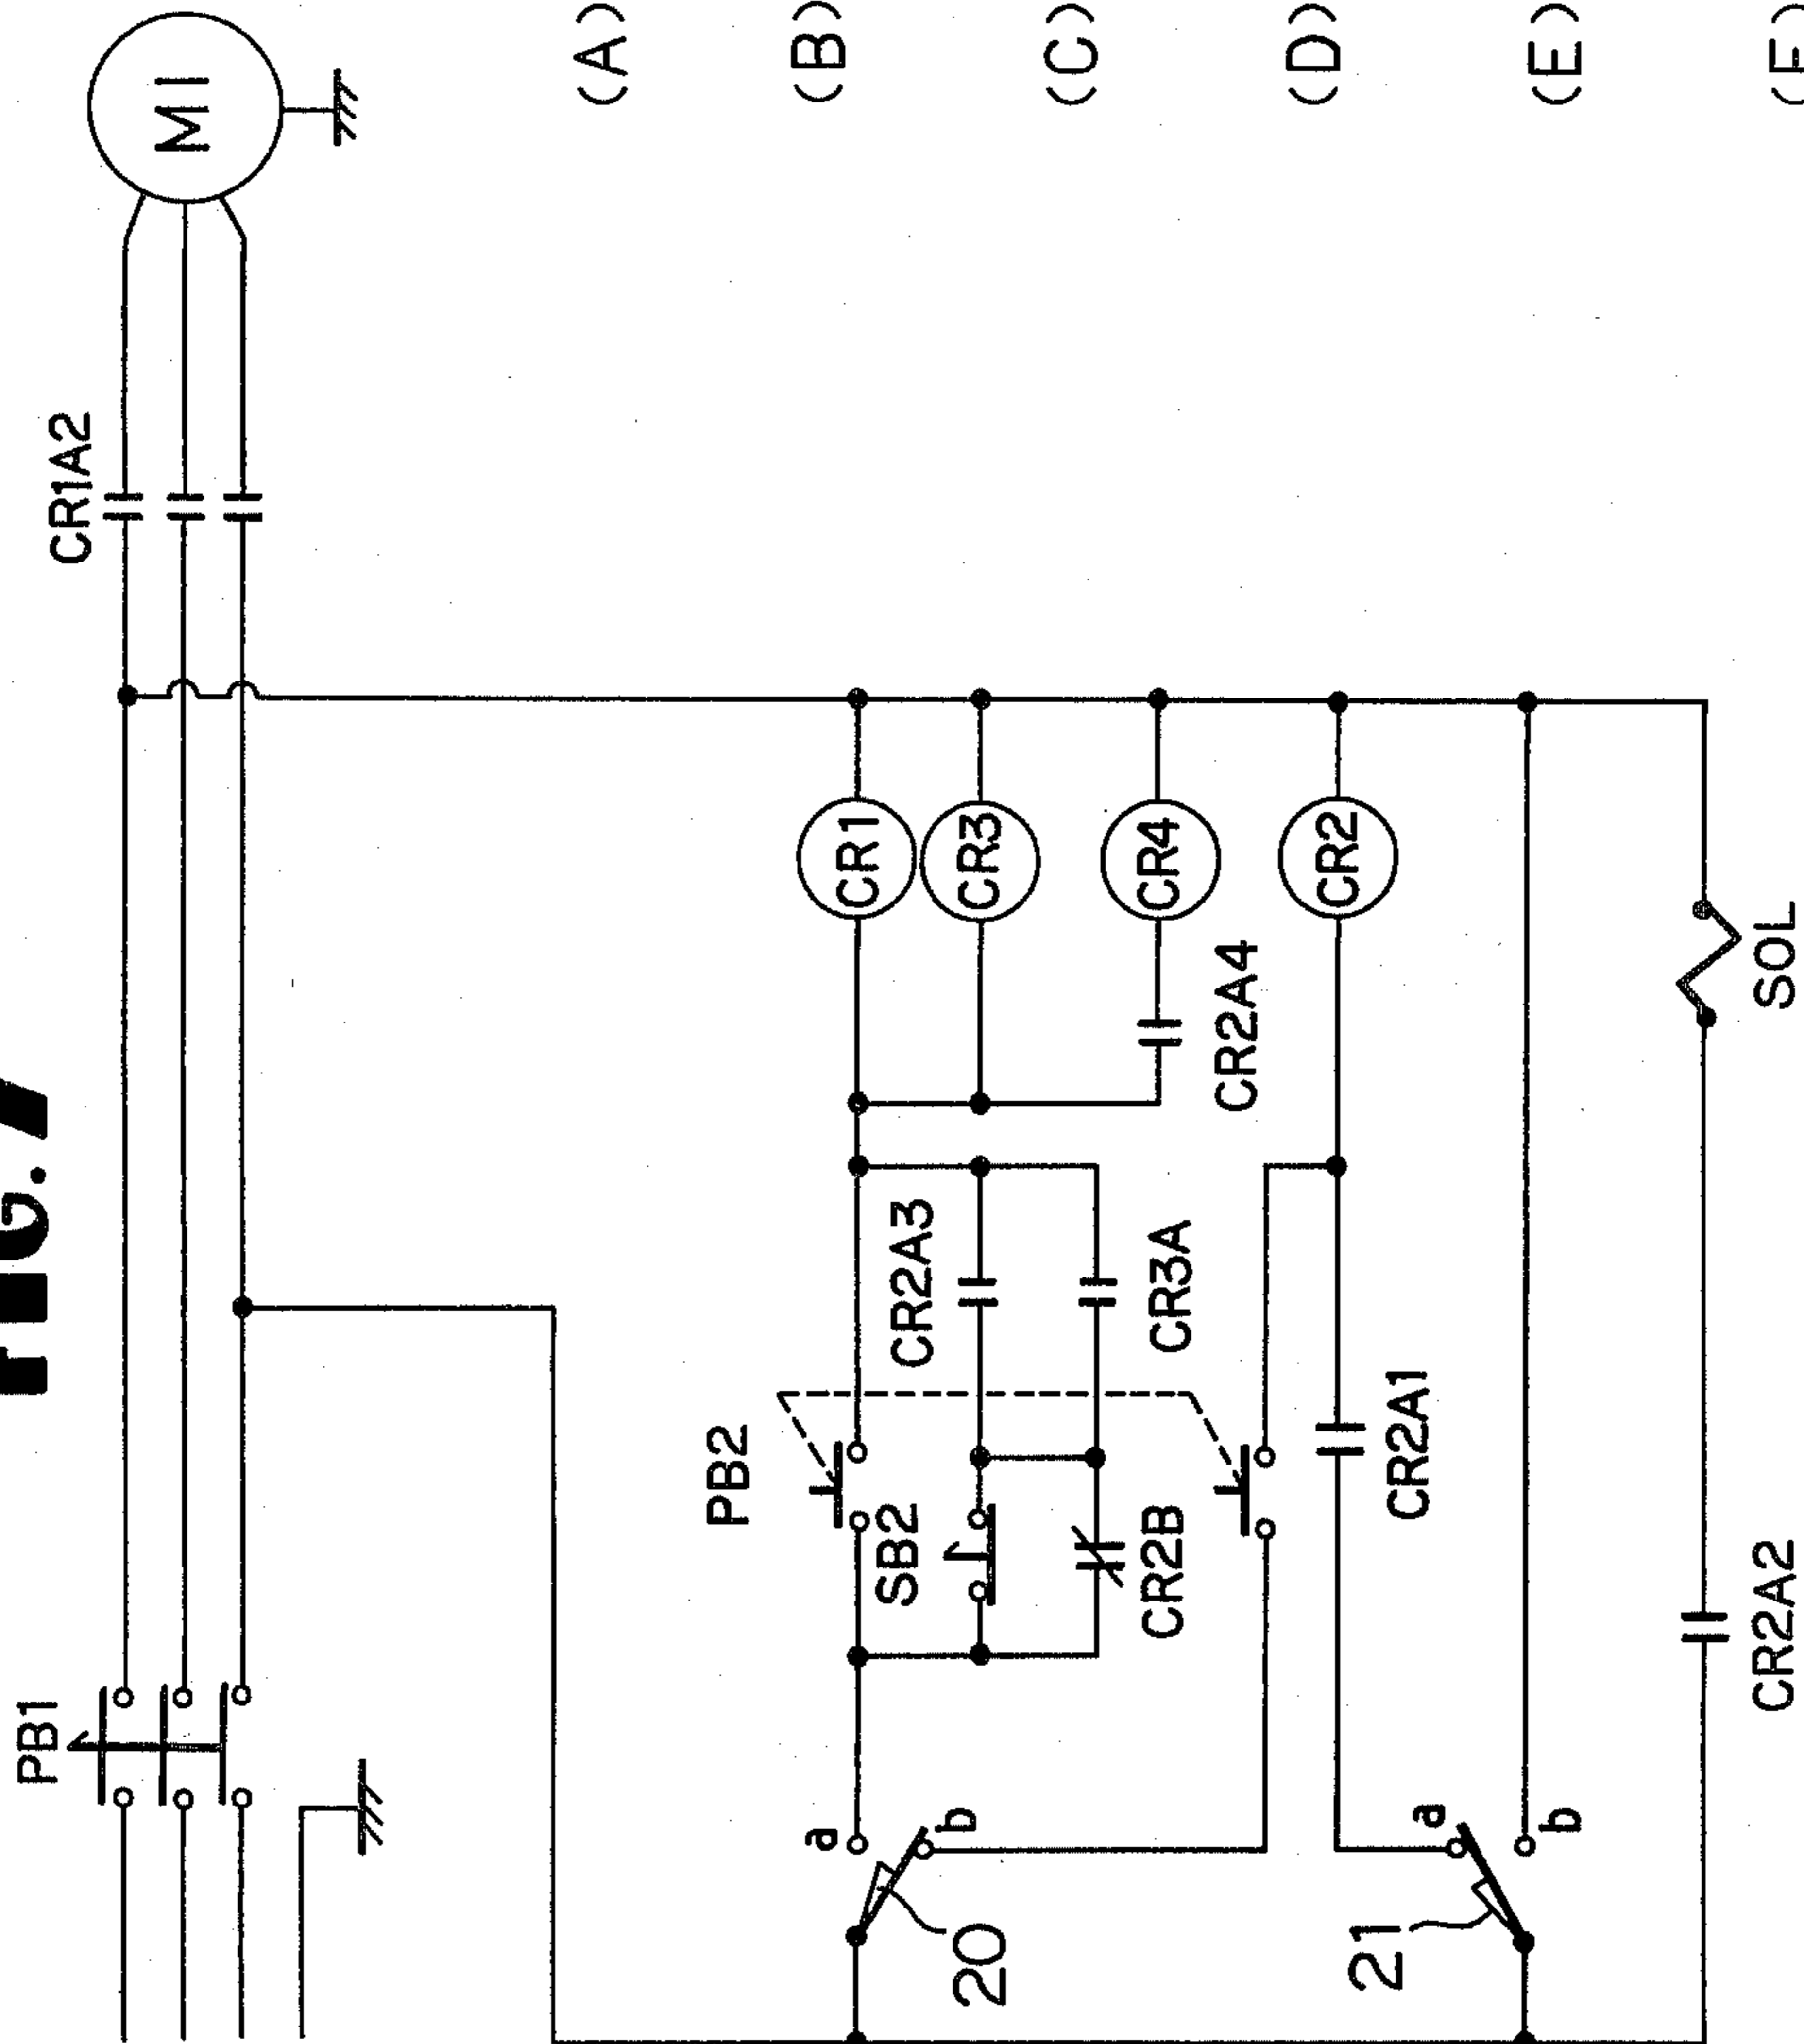 FIG. 7
PB1
CR1A2
M1
PB2
SB2
CR2A3
CR2B
CR3A
CR1
CR3
CR4
CR2A4
CR2
CR2A1
a
b
20
a
b
21
CR2A2
SOL
(A)
(B)
(C)
(D)
(E)